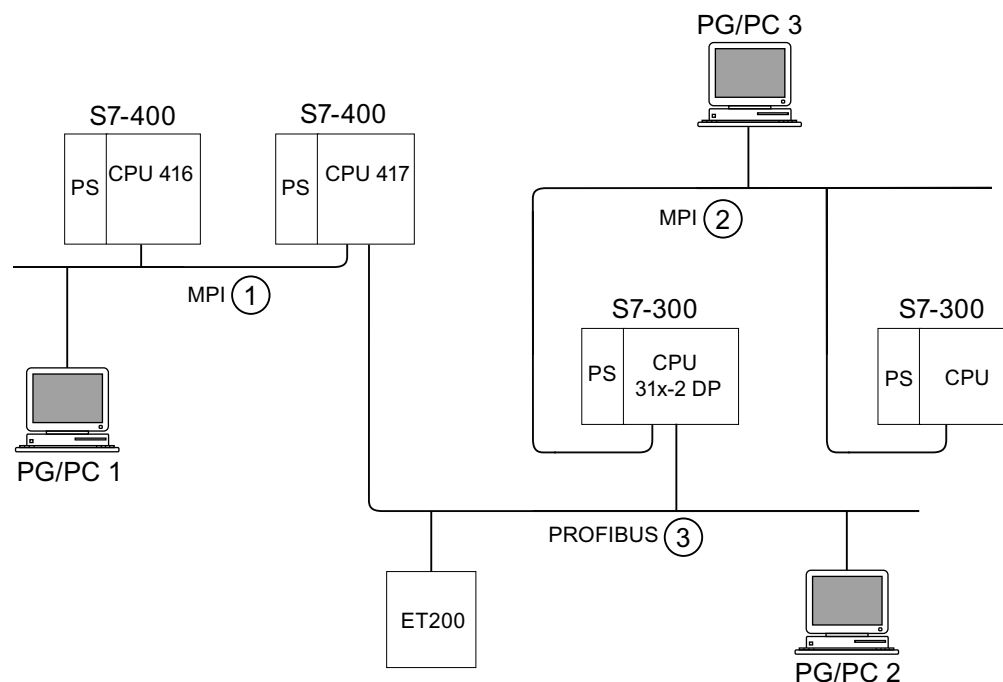 PG/PC 3
S7-400
S7-400
PS
CPU 416
PS
CPU 417
MPI 2
MPI 1
S7-300
S7-300
PS
CPU
31x-2 DP
PS
CPU
PG/PC 1
PROFIBUS 3
ET200
PG/PC 2